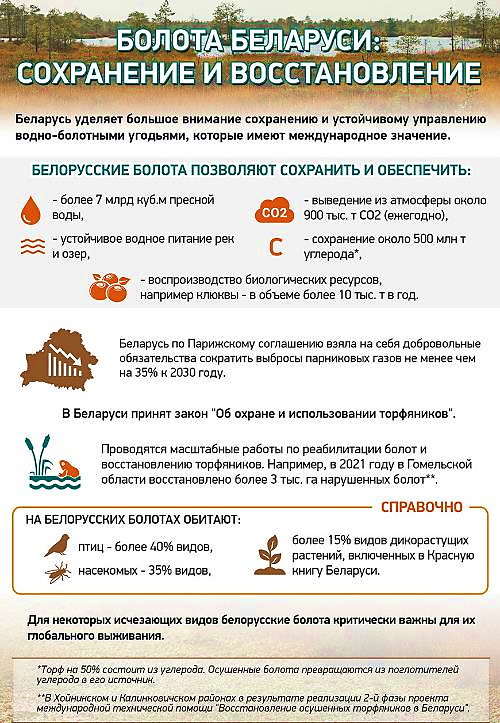 БОЛОТА БЕЛАРУСИ:
СОХРАНЕНИЕ И ВОССТАНОВЛЕНИЕ
Беларусь уделяет большое внимание сохранению и устойчивому управлению
водно-болотными угодьями, которые имеют международное значение.
БЕЛОРУССКИЕ БОЛОТА ПОЗВОЛЯЮТ СОХРАНИТЬ И ОБЕСПЕЧИТЬ:
- более 7 млрд куб.м пресной
воды,
- устойчивое водное питание рек
и озер,
CO2
- выведение из атмосферы около
900 тыс. т СО2 (ежегодно),
C
- сохранение около 500 млн т
углерода*,
- воспроизводство биологических ресурсов,
например клюквы - в объеме более 10 тыс. т в год.
Беларусь по Парижскому соглашению взяла на себя добровольные
обязательства сократить выбросы парниковых газов не менее чем
на 35% к 2030 году.
В Беларуси принят закон "Об охране и использовании торфяников".
Проводятся масштабные работы по реабилитации болот и
восстановлению торфяников. Например, в 2021 году в Гомельской
области восстановлено более 3 тыс. га нарушенных болот**.
СПРАВОЧНО
НА БЕЛОРУССКИХ БОЛОТАХ ОБИТАЮТ:
птиц - более 40% видов,
насекомых - 35% видов,
более 15% видов дикорастущих
растений, включенных в Красную
книгу Беларуси.
Для некоторых исчезающих видов белорусские болота критически важны для их
глобального выживания.
*Торф на 50% состоит из углерода. Осушенные болота превращаются из поглотителей
углерода в его источник.
**В Хойникском и Калинковичском районах в результате реализации 2-й фазы проекта
международной технической помощи "Восстановление осушенных торфяников в Беларуси".